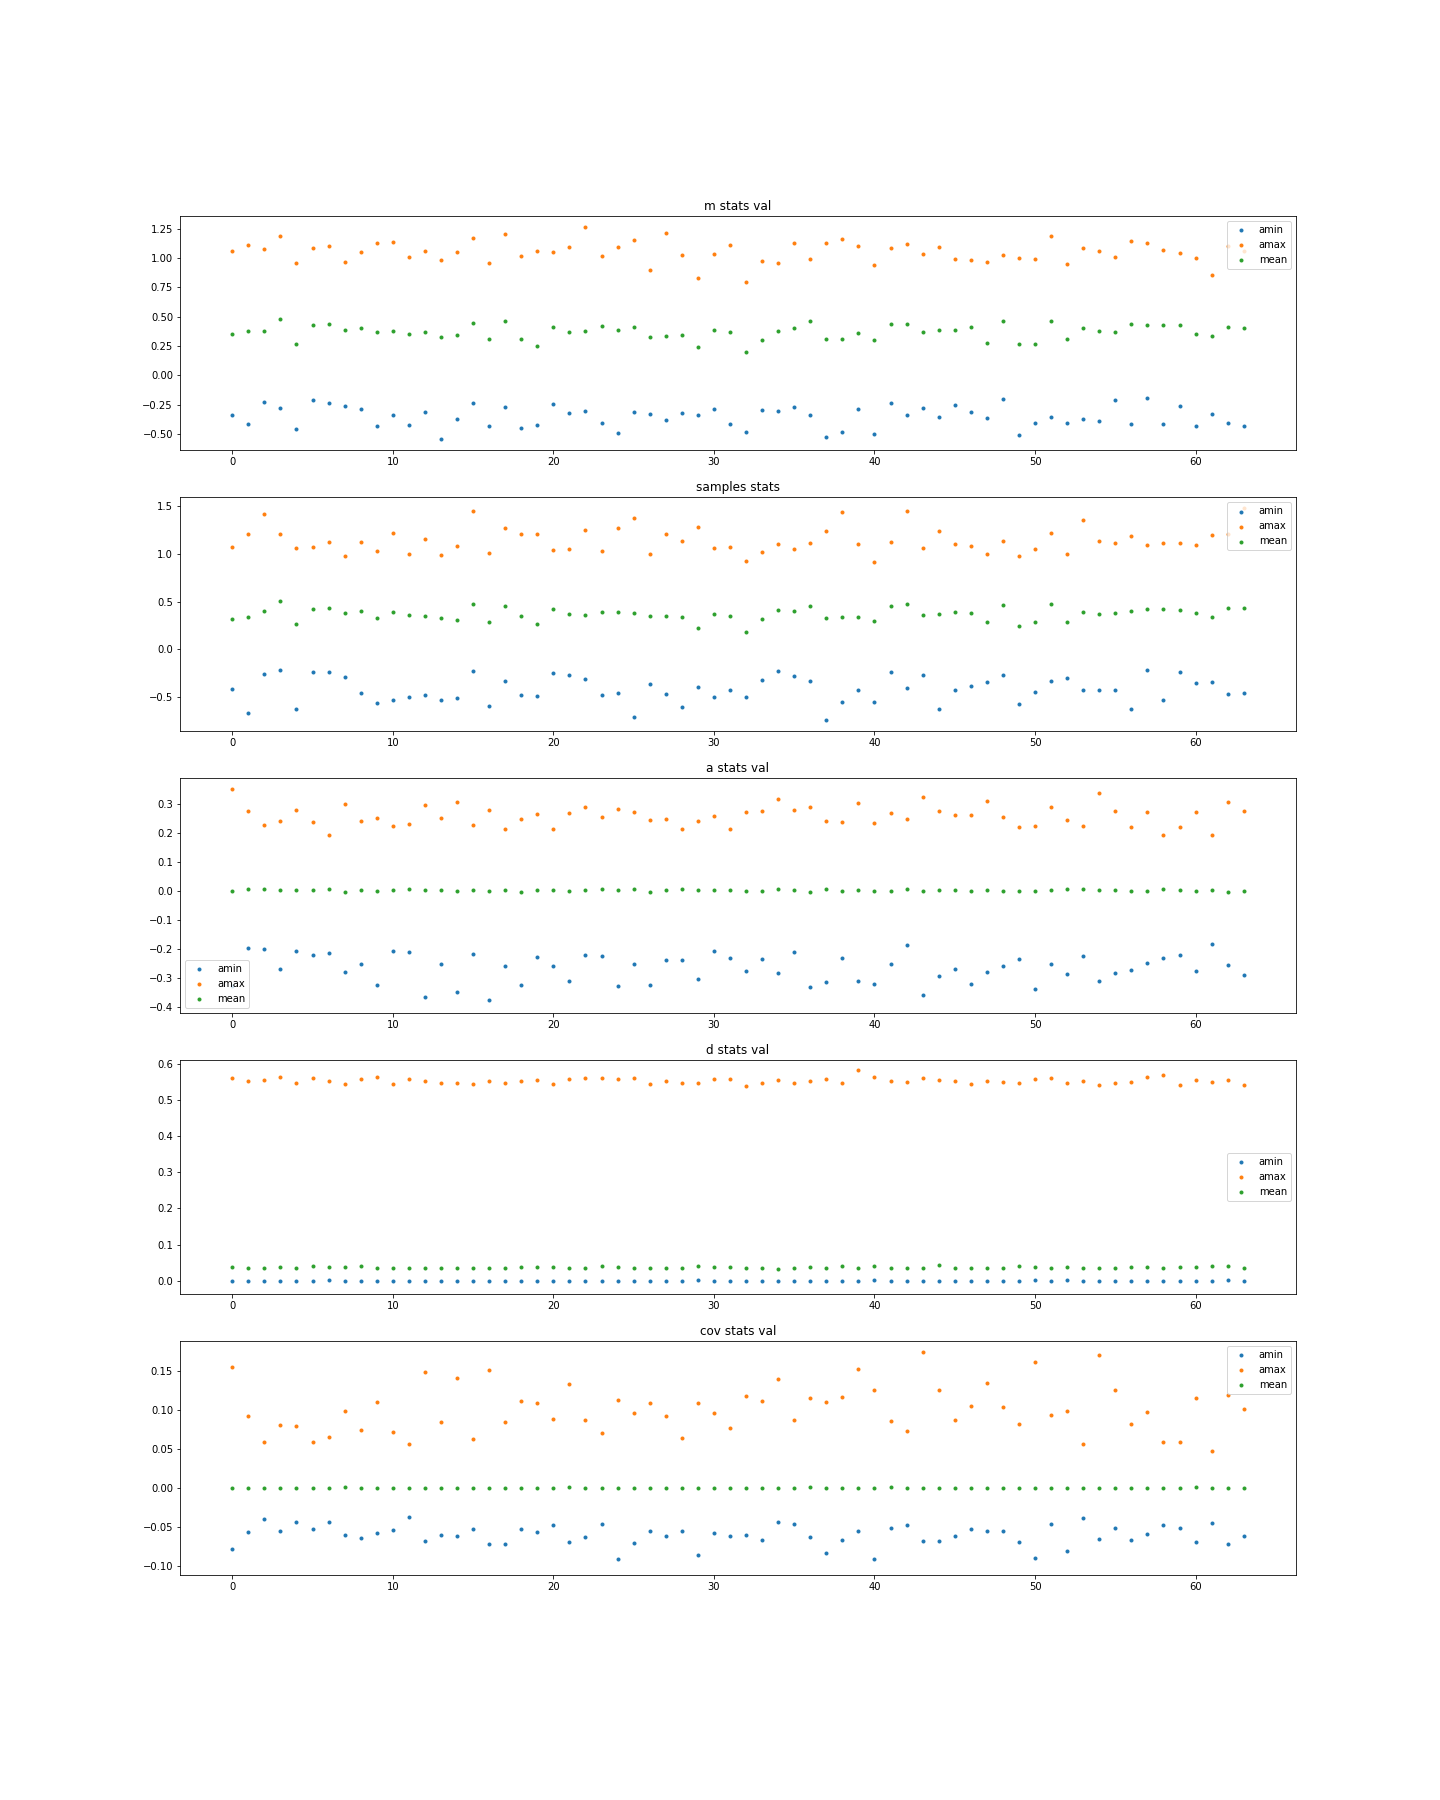 m stats val
1.25
1.00
0.75
0.50
0.25
0.00
−0.25
−0.50
amin
amax
mean
0 10 20 30 40 50 60
samples stats
1.5
1.0
0.5
0.0
−0.5
amin
amax
mean
0 10 20 30 40 50 60
a stats val
0.3
0.2
0.1
0.0
−0.1
−0.2
−0.3
−0.4
amin
amax
mean
0 10 20 30 40 50 60
d stats val
0.6
0.5
0.4
0.3
0.2
0.1
0.0
amin
amax
mean
0 10 20 30 40 50 60
cov stats val
0.15
0.10
0.05
0.00
−0.05
−0.10
amin
amax
mean
0 10 20 30 40 50 60